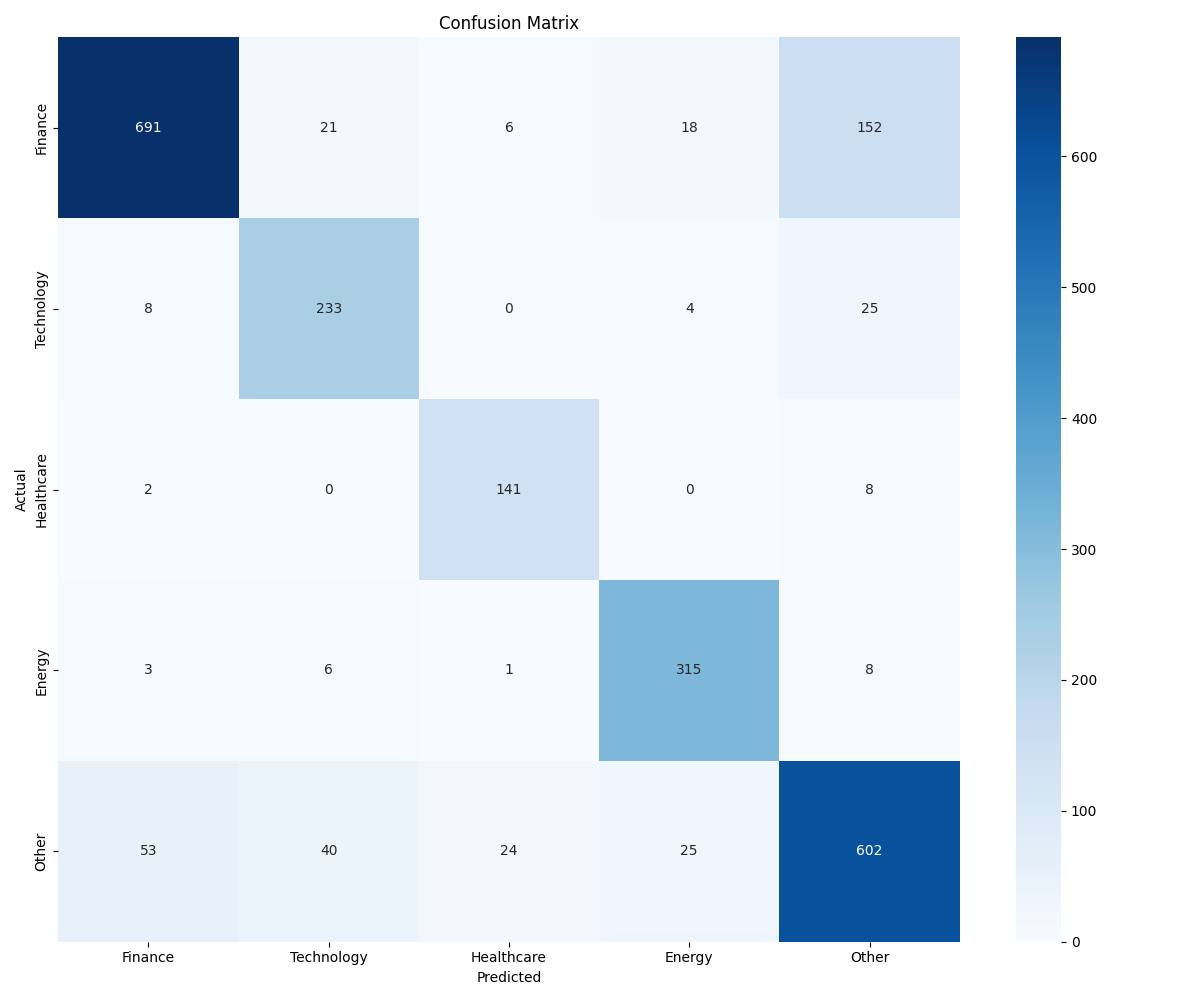 Confusion Matrix
Finance 691 21 6 18 152
Technology 8 233 0 4 25
Healthcare 2 0 141 0 8
Energy 3 6 1 315 8
Other 53 40 24 25 602
Actual
Finance Technology Healthcare Energy Other
Predicted
600
500
400
300
200
100
0